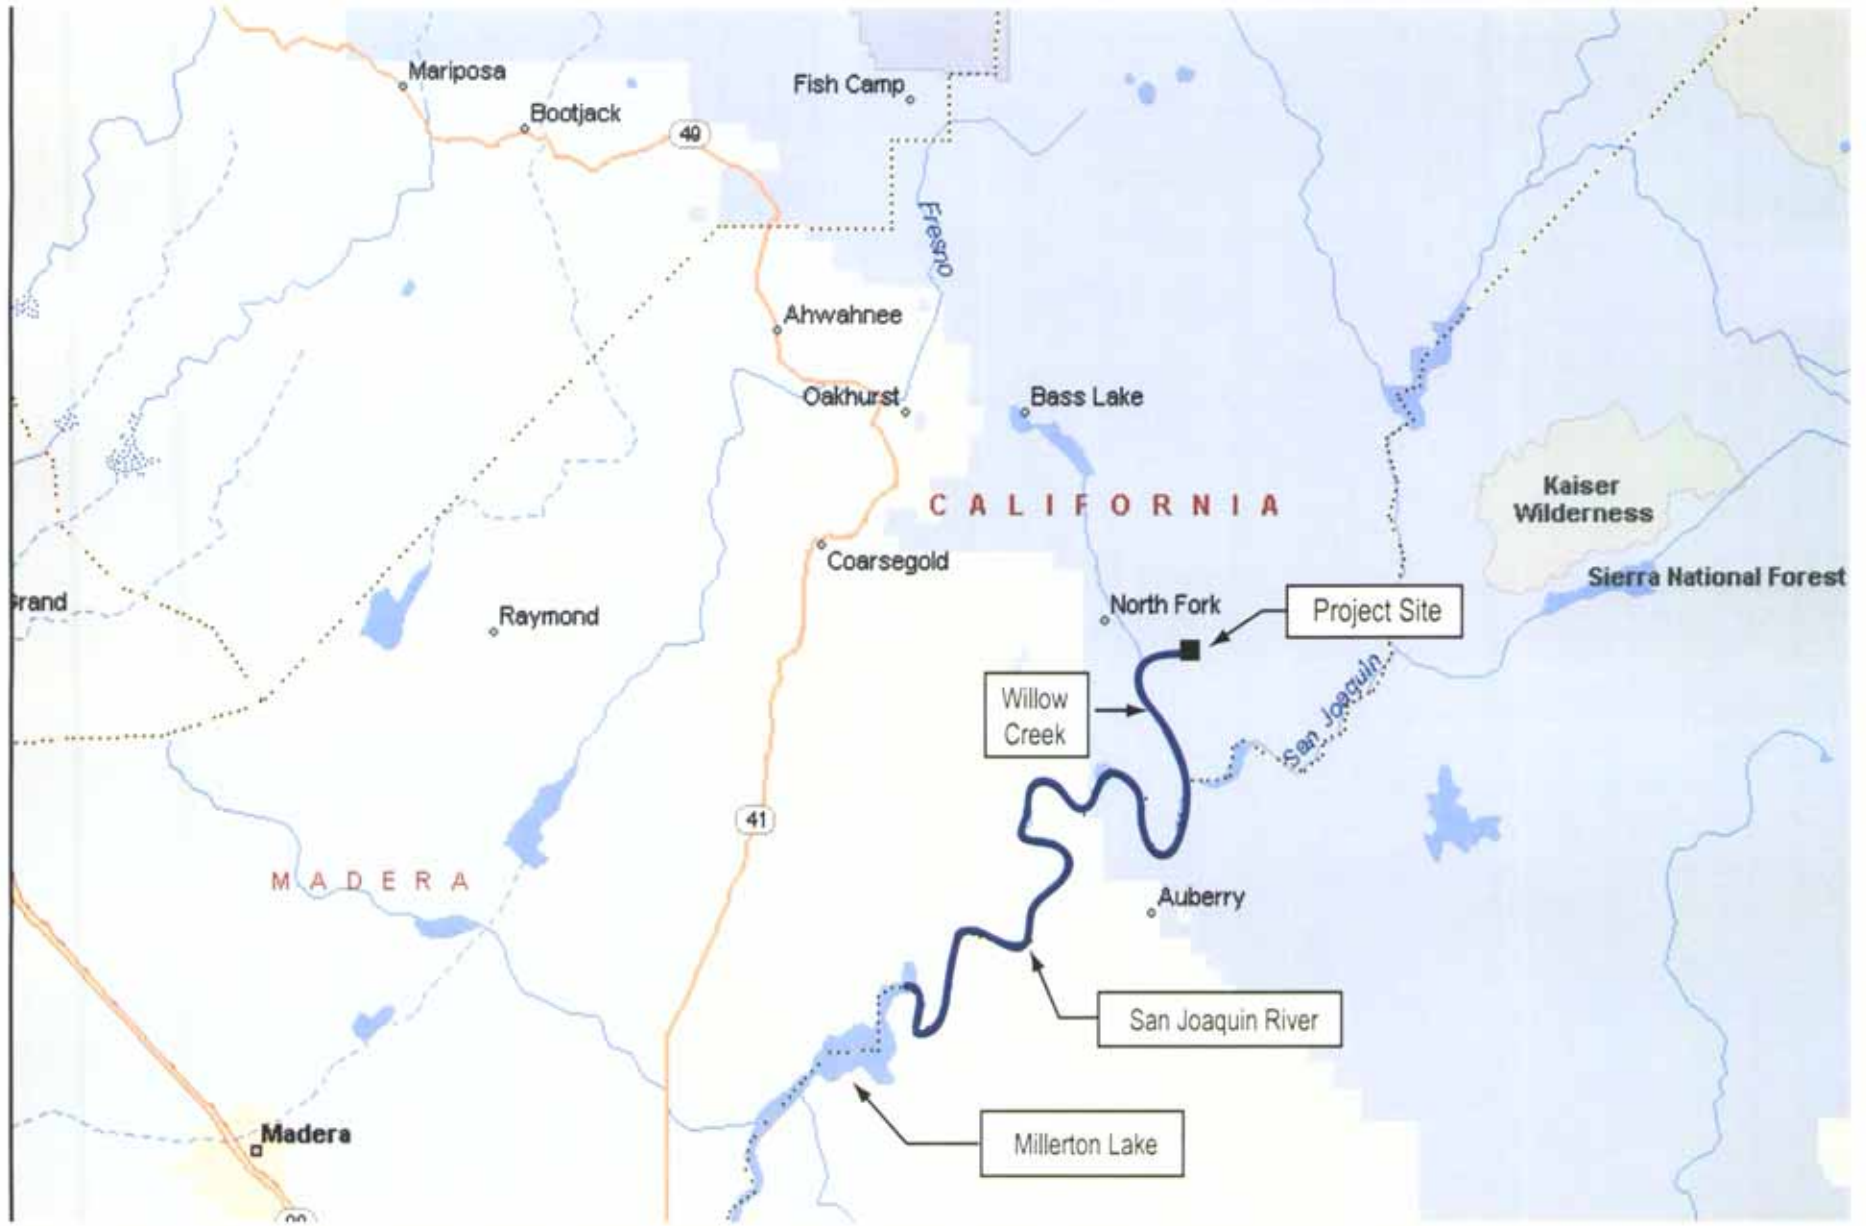 Mariposa
Bootjack
Fish Camp
49
Fresno
Ahwahnee
Oakhurst
Bass Lake
CALIFORNIA
Kaiser
Wilderness
Coarsegold
Sierra National Forest
rand
Raymond
North Fork
Project Site
Willow
Creek
San Joaquin
41
MADERA
Auberry
San Joaquin River
Millerton Lake
Madera